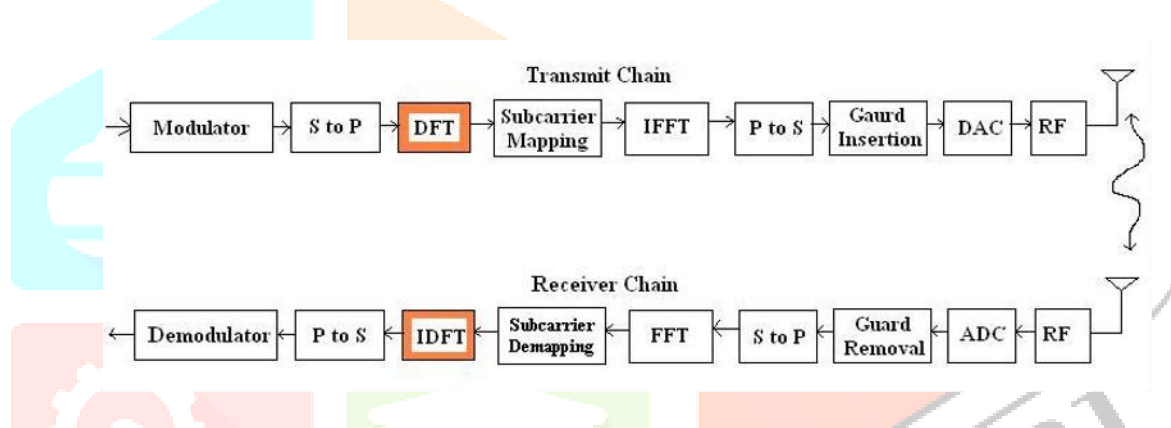 Transmit Chain
Modulator
S to P
DFT
Subcarrier
Mapping
IFFT
P to S
Gaurd
Insertion
DAC
RF
Receiver Chain
Demodulator
P to S
IDFT
Subcarrier
Demapping
FFT
S to P
Guard
Removal
ADC
RF